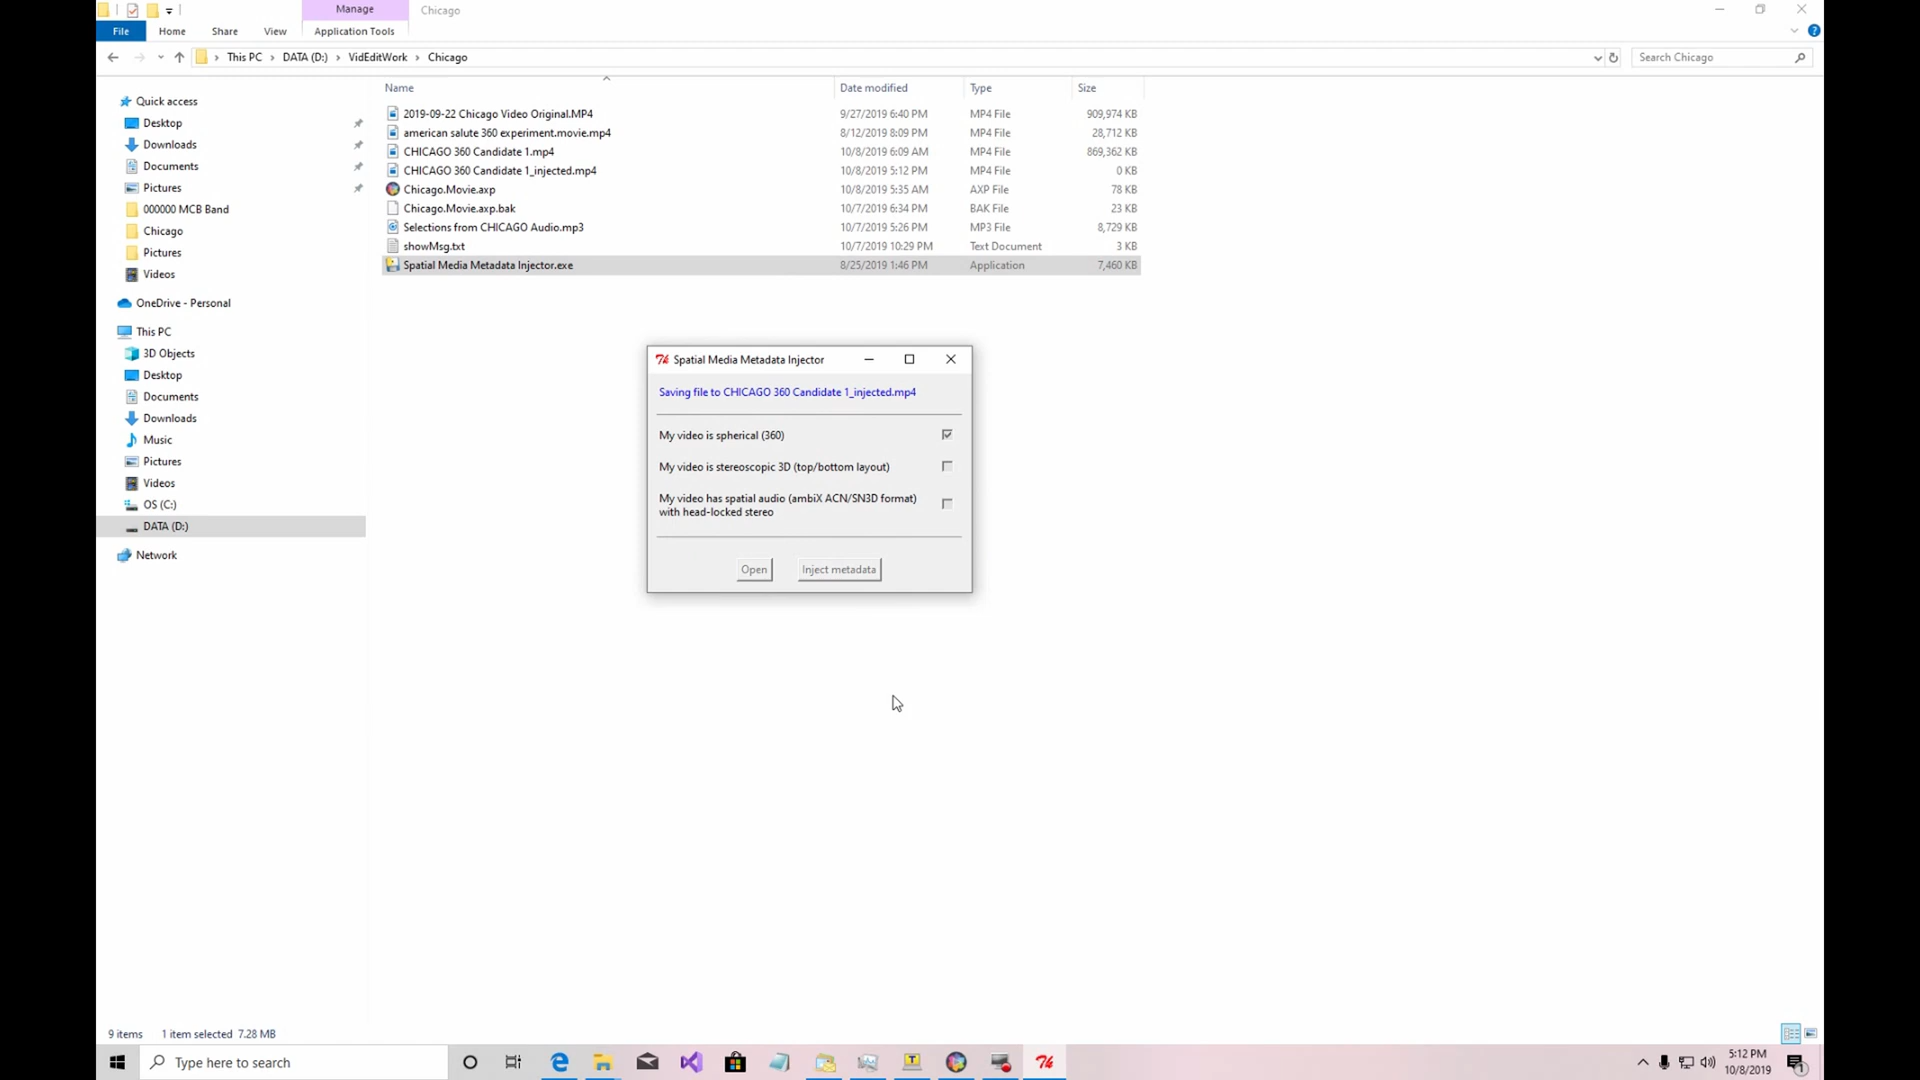 Manage
Chicago
File
Home
Share
View
Application Tools
This PC
DATA (D:)
VidEditWork
Chicago
Search Chicago
Name
Date modified
Type
Size
2019-09-22 Chicago Video Original.MP4
9/27/2019 6:40 PM
MP4 File
909,974 KB
american salute 360 experiment.movie.mp4
8/12/2019 8:09 PM
MP4 File
28,712 KB
CHICAGO 360 Candidate 1.mp4
10/8/2019 6:09 AM
MP4 File
869,362 KB
CHICAGO 360 Candidate 1_injected.mp4
10/8/2019 5:12 PM
MP4 File
0 KB
Chicago.Movie.axp
10/8/2019 5:35 AM
AXP File
78 KB
Chicago.Movie.axp.bak
10/7/2019 6:34 PM
BAK File
23 KB
Selections from CHICAGO Audio.mp3
10/7/2019 5:26 PM
MP3 File
8,729 KB
showMsg.txt
10/7/2019 10:29 PM
Text Document
3 KB
Spatial Media Metadata Injector.exe
8/25/2019 1:46 PM
Application
7,460 KB
Quick access
Desktop
Downloads
Documents
Pictures
000000 MCB Band
Chicago
Pictures
Videos
OneDrive - Personal
This PC
3D Objects
Desktop
Documents
Downloads
Music
Pictures
Videos
OS (C:)
DATA (D:)
Network
Spatial Media Metadata Injector
Saving file to CHICAGO 360 Candidate 1_injected.mp4
My video is spherical (360)
My video is stereoscopic 3D (top/bottom layout)
My video has spatial audio (ambiX ACN/SN3D format)
with head-locked stereo
Open
Inject metadata
9 items
1 item selected 7.28 MB
Type here to search
5:12 PM
10/8/2019